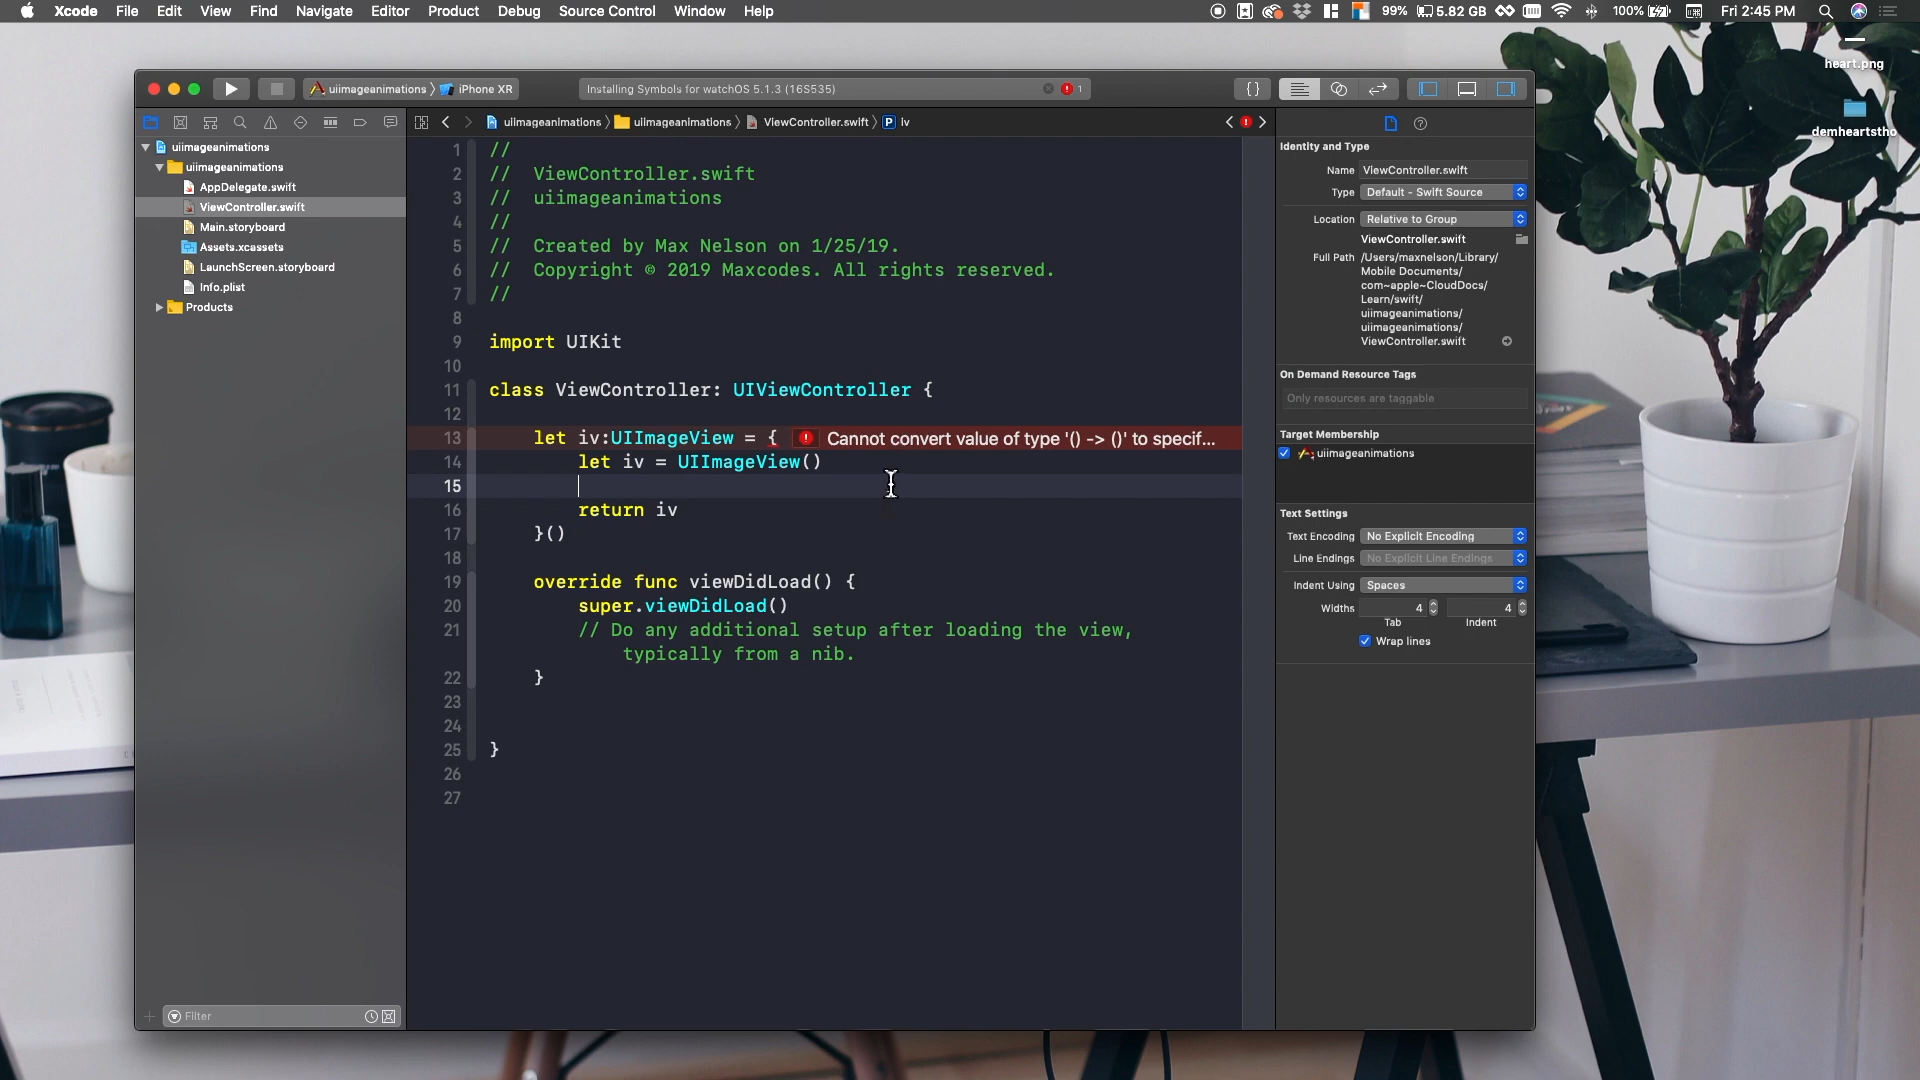 Xcode File Edit View Find Navigate Editor Product Debug Source Control Window Help
99% 5.82 GB 100% Fri 2:45 PM
heart.png
demheartstho
uiimageanimations iPhone XR
Installing Symbols for watchOS 5.1.3 (16S535) 1
{}
uiimageanimations uiimageanimations ViewController.swift P iv
uiimageanimations
uiimageanimations
AppDelegate.swift
ViewController.swift
Main.storyboard
Assets.xcassets
LaunchScreen.storyboard
Info.plist
Products
Filter
1 //
2 // ViewController.swift
3 // uiimageanimations
4 //
5 // Created by Max Nelson on 1/25/19.
6 // Copyright © 2019 Maxcodes. All rights reserved.
7 //
8
9 import UIKit
10
11 class ViewController: UIViewController {
12
13 let iv:UIImageView = { Cannot convert value of type '() -> ()' to specif...
14 let iv = UIImageView()
15
16 return iv
17 }()
18
19 override func viewDidLoad() {
20 super.viewDidLoad()
21 // Do any additional setup after loading the view,
typically from a nib.
22 }
23
24
25 }
26
27
Identity and Type
Name ViewController.swift
Type Default - Swift Source
Location Relative to Group
ViewController.swift
Full Path /Users/maxnelson/Library/
Mobile Documents/
com~apple~CloudDocs/
Learn/swift/
uiimageanimations/
uiimageanimations/
ViewController.swift
On Demand Resource Tags
Only resources are taggable
Target Membership
uiimageanimations
Text Settings
Text Encoding No Explicit Encoding
Line Endings No Explicit Line Endings
Indent Using Spaces
Widths 4 4
Tab Indent
Wrap lines